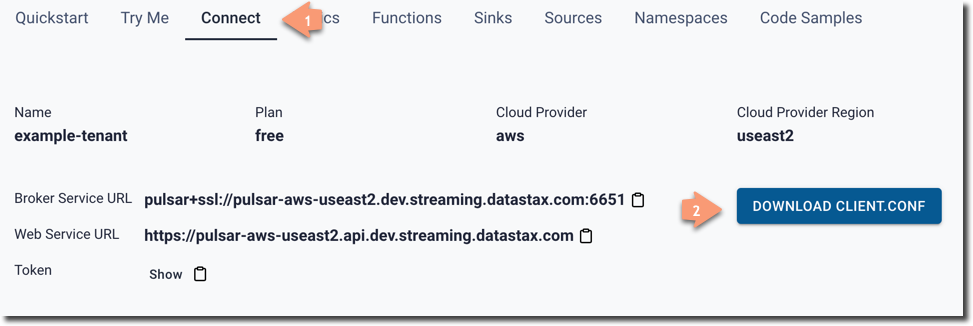 Quickstart Try Me Connect 1 cs Functions Sinks Sources Namespaces Code Samples
Name Plan Cloud Provider Cloud Provider Region
example-tenant free aws useast2
Broker Service URL pulsar+ssl://pulsar-aws-useast2.dev.streaming.datastax.com:6651 2 DOWNLOAD CLIENT.CONF
Web Service URL https://pulsar-aws-useast2.api.dev.streaming.datastax.com
Token Show